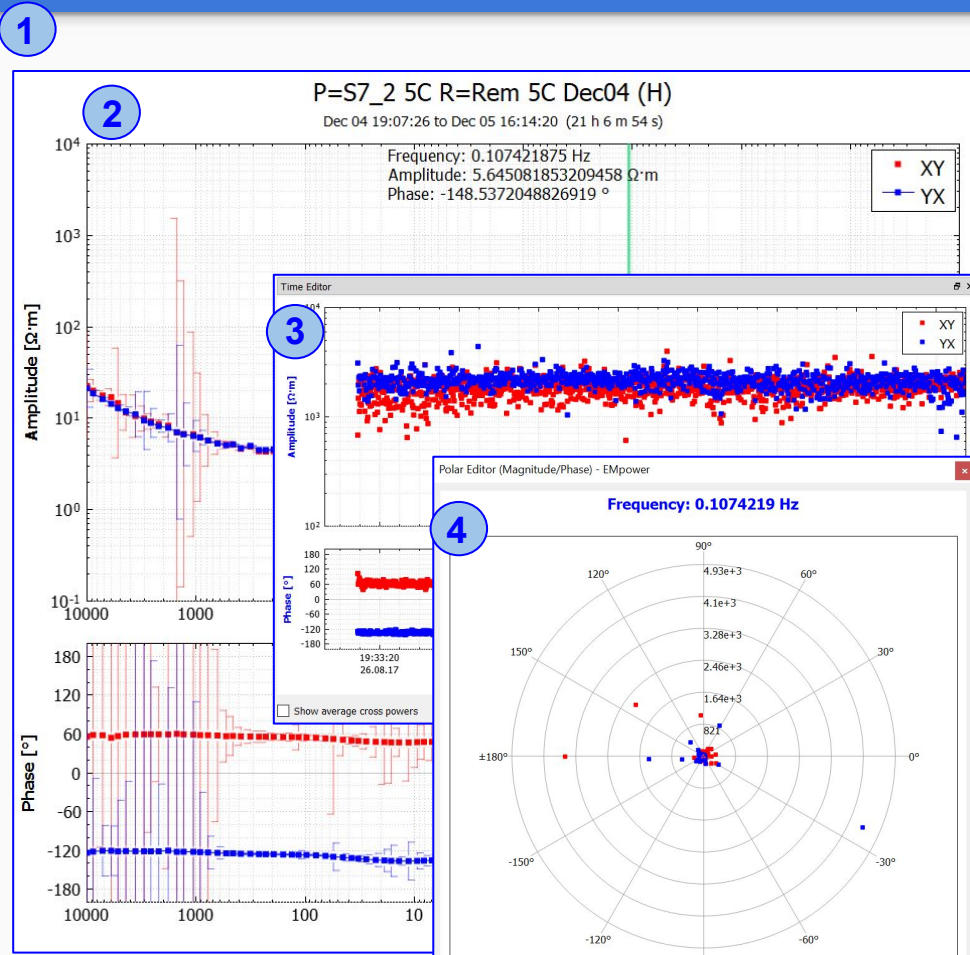 1
2
P=S7_2 5C R=Rem 5C Dec04 (H)
Dec 04 19:07:26 to Dec 05 16:14:20 (21 h 6 m 54 s)
Frequency: 0.107421875 Hz
Amplitude: 5.645081853209458 Ω·m
Phase: -148.5372048826919 °
XY
YX
Amplitude [Ω·m]
10⁴
10³
10²
10¹
10⁰
10⁻¹
10000 1000
Phase [°]
180
120
60
0
-60
-120
-180
10000 1000 100 10
Time Editor
3
XY
YX
Amplitude [Ω·m]
10⁴
10³
10²
Phase [°]
180
120
60
0
-60
-120
-180
19:33:20
26.08.17
Show average cross powers
Polar Editor (Magnitude/Phase) - EMpower
4
Frequency: 0.1074219 Hz
90°
120° 60°
150° 30°
±180° 0°
-150° -30°
-120° -60°
4.93e+3
4.1e+3
3.28e+3
2.46e+3
1.64e+3
821